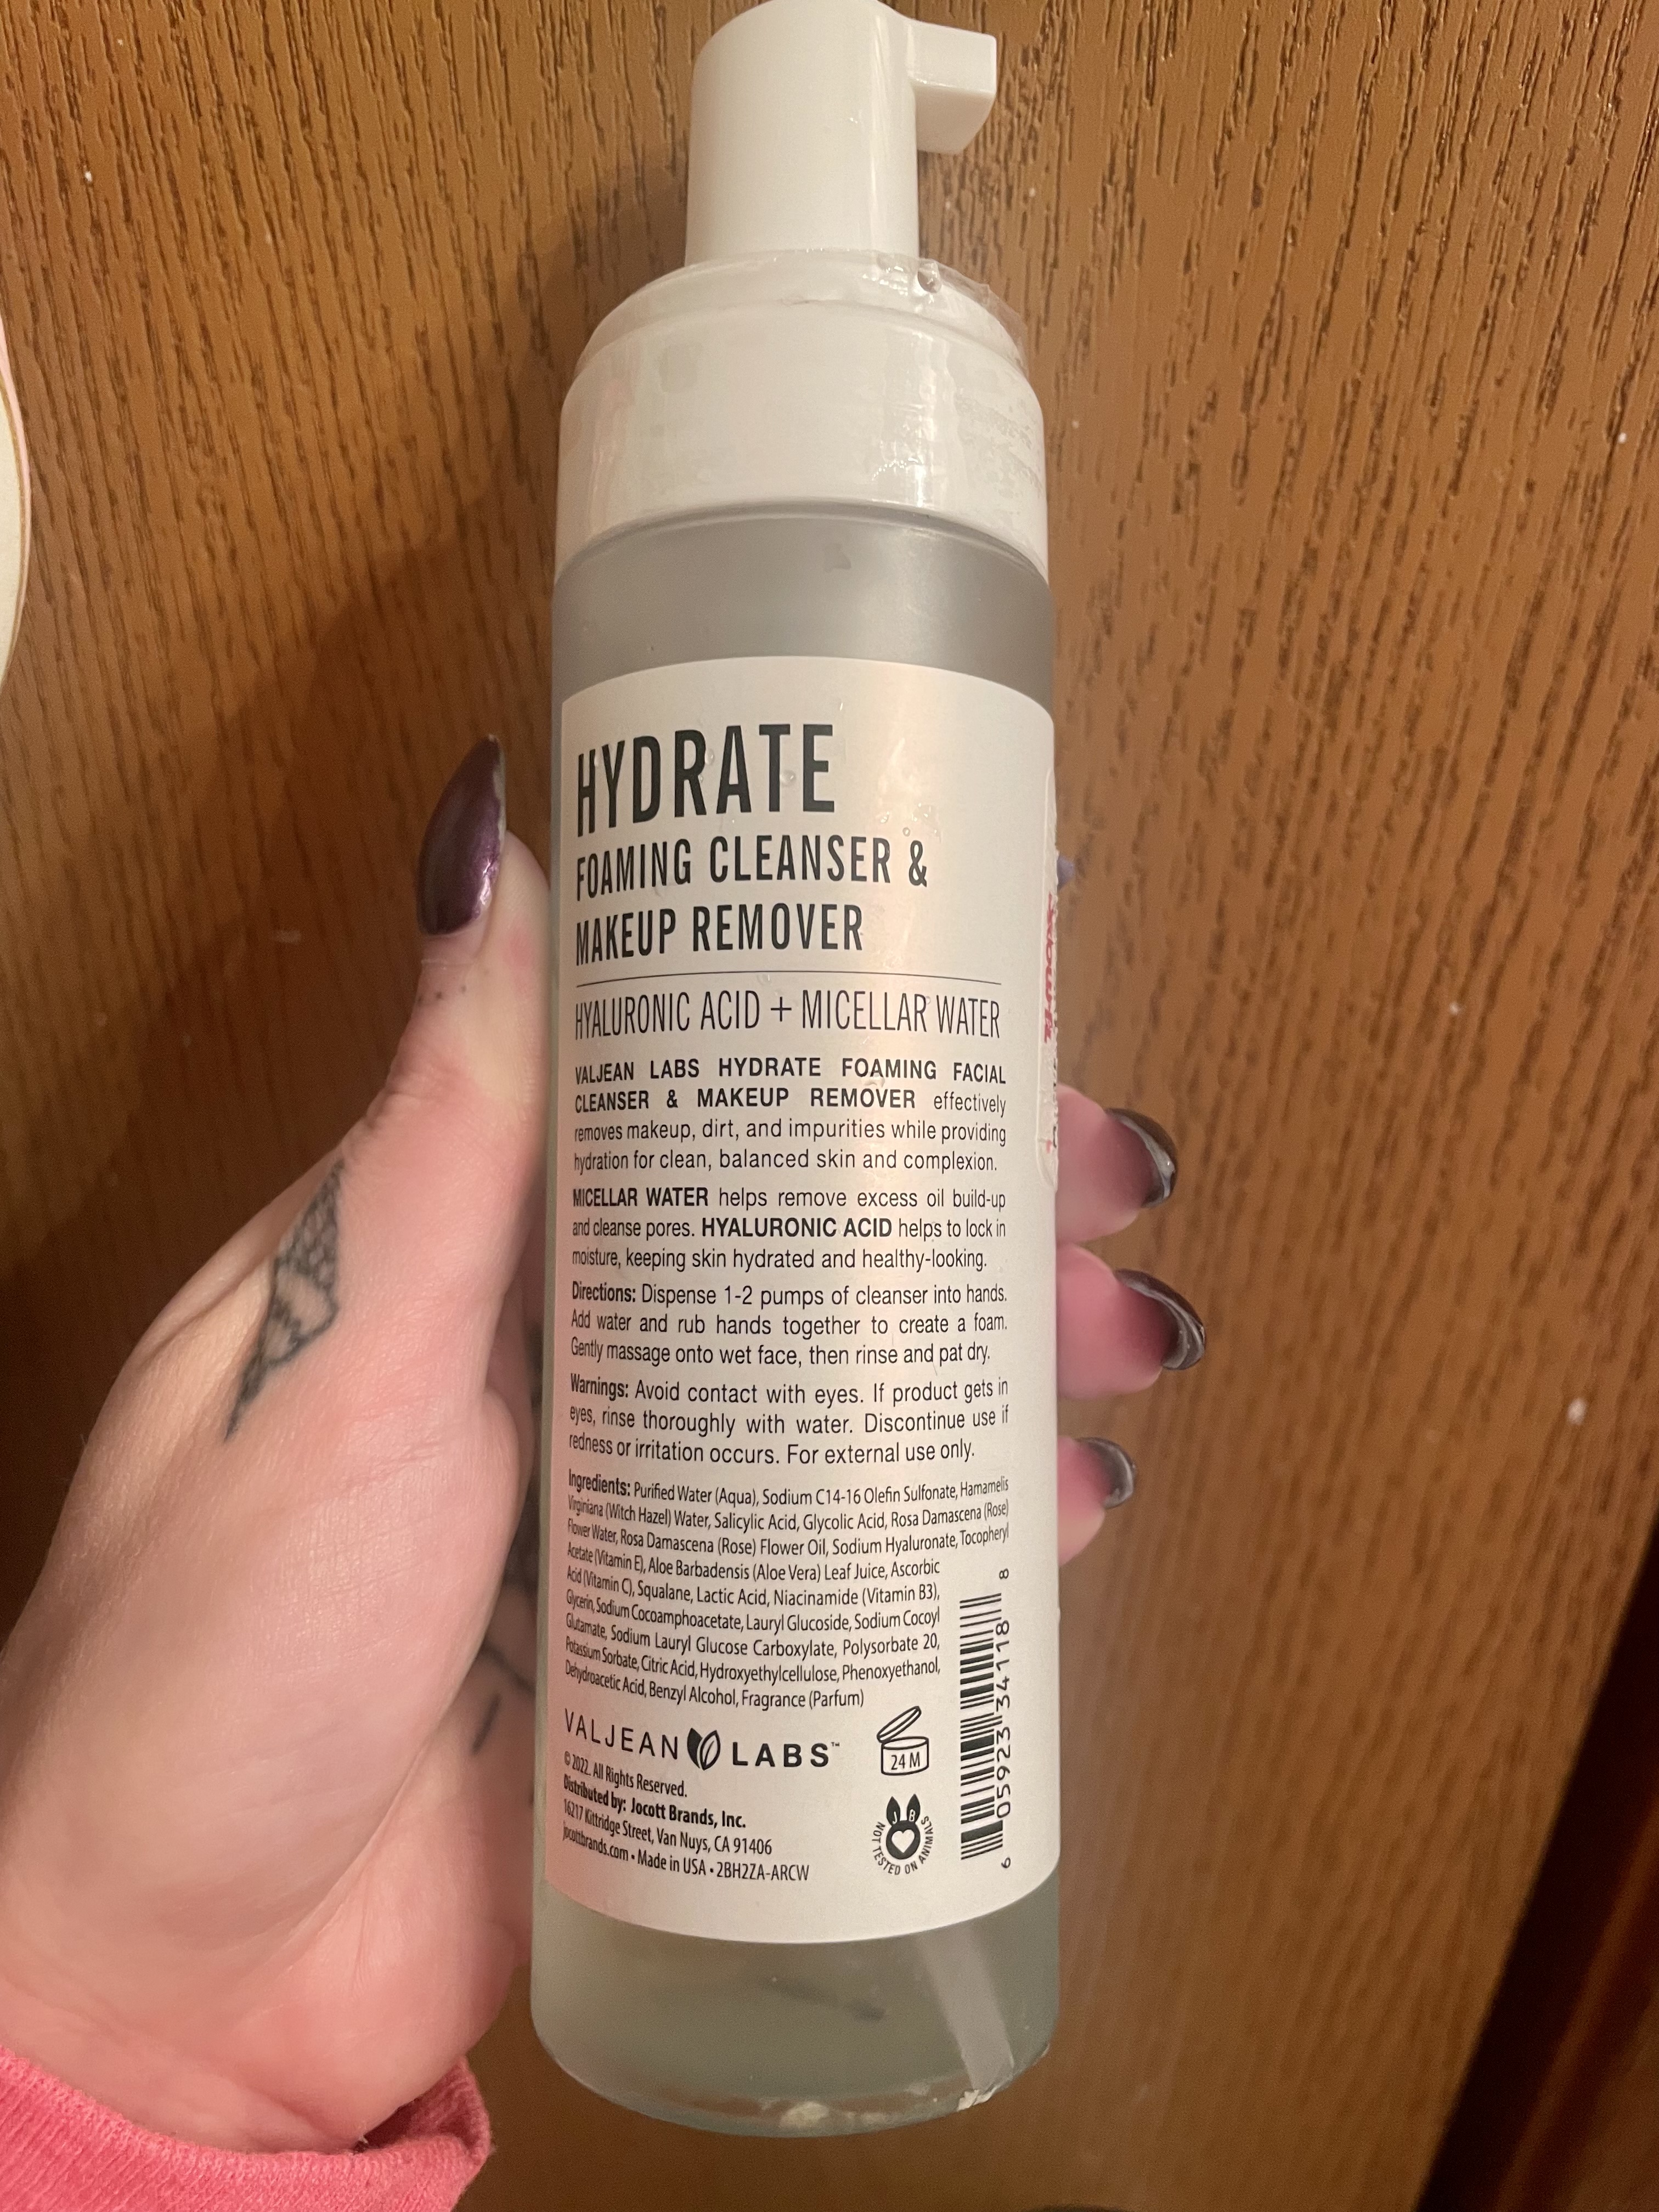 HYDRATE
FOAMING CLEANSER &
MAKEUP REMOVER
HYALURONIC ACID + MICELLAR WATER
VALJEAN LABS HYDRATE FOAMING FACIAL
CLEANSER & MAKEUP REMOVER effectively
removes makeup, dirt, and impurities while providing
hydration for clean, balanced skin and complexion.
MICELLAR WATER helps remove excess oil build-up
and cleanse pores. HYALURONIC ACID helps to lock in
moisture, keeping skin hydrated and healthy-looking.
Directions: Dispense 1-2 pumps of cleanser into hands.
Add water and rub hands together to create a foam.
Gently massage onto wet face, then rinse and pat dry.
Warnings: Avoid contact with eyes. If product gets in
eyes, rinse thoroughly with water. Discontinue use if
redness or irritation occurs. For external use only.
Ingredients: Purified Water (Aqua), Sodium C14-16 Olefin Sulfonate, Hamamelis
Virginiana (Witch Hazel) Water, Salicylic Acid, Glycolic Acid, Rosa Damascena (Rose)
Flower Water, Rosa Damascena (Rose) Flower Oil, Sodium Hyaluronate, Tocopheryl
Acetate (Vitamin E), Aloe Barbadensis (Aloe Vera) Leaf Juice, Ascorbic
Acid (Vitamin C), Squalane, Lactic Acid, Niacinamide (Vitamin B3),
Glycerin, Sodium Cocoamphoacetate, Lauryl Glucoside, Sodium Cocoyl
Glutamate, Sodium Lauryl Glucose Carboxylate, Polysorbate 20,
Potassium Sorbate, Citric Acid, Hydroxyethylcellulose, Phenoxyethanol,
Dehydroacetic Acid, Benzyl Alcohol, Fragrance (Parfum)
VALJEAN LABS™
© 2022. All Rights Reserved.
Distributed by: Jocott Brands, Inc.
16217 Kittridge Street, Van Nuys, CA 91406
jocottbrands.com • Made in USA • 2BH2ZA-ARCW
24 M
J B
NOT TESTED ON ANIMALS
6 05923 34118 8